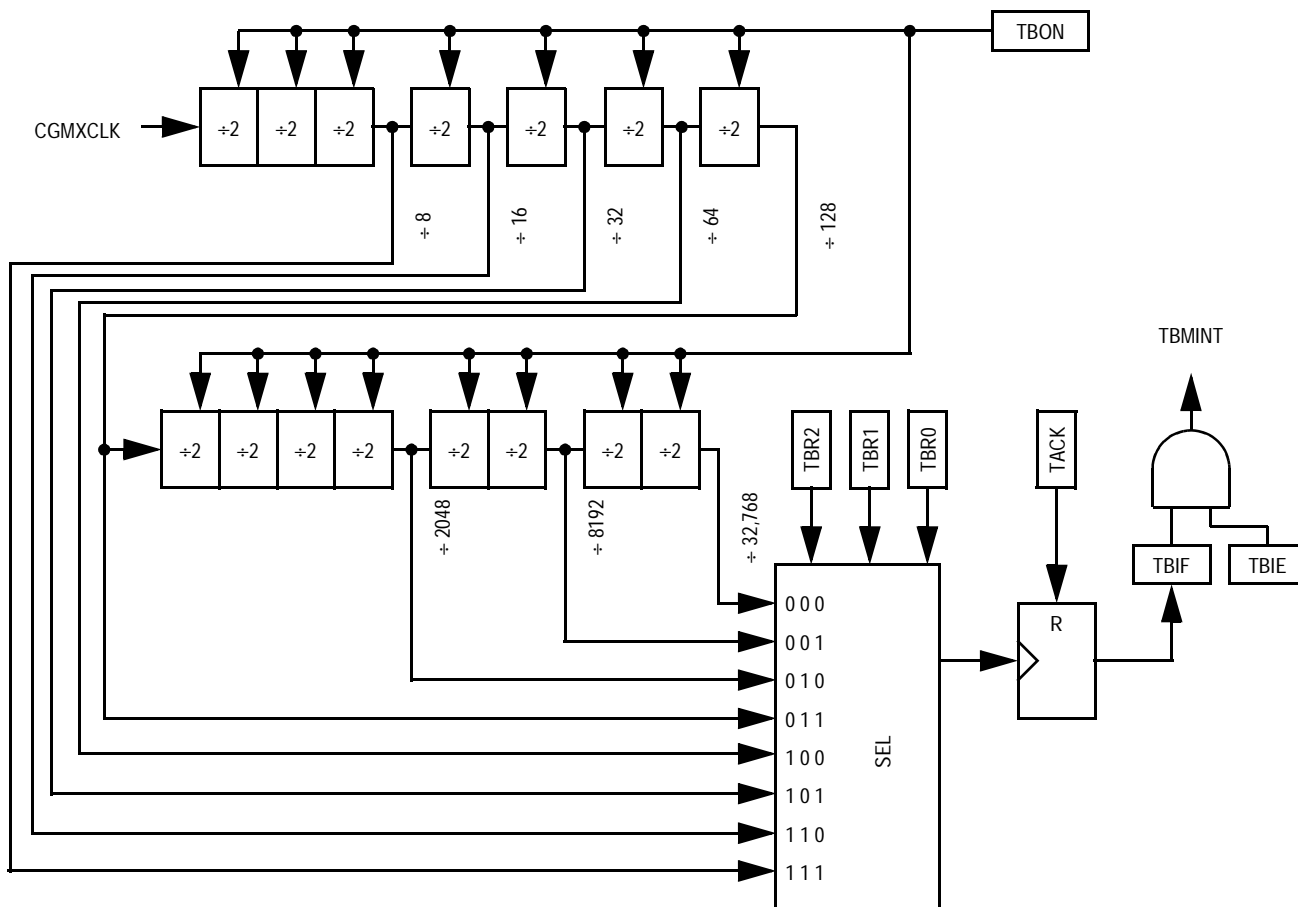 TBON
CGMXCLK
÷2 ÷2 ÷2 ÷2 ÷2 ÷2 ÷2
÷ 8
÷ 16
÷ 32
÷ 64
÷ 128
TBMINT
÷2 ÷2 ÷2 ÷2 ÷2 ÷2 ÷2 ÷2
÷ 2048
÷ 8192
÷ 32,768
TBR2
TBR1
TBR0
TACK
TBIF
TBIE
0 0 0
0 0 1
0 1 0
0 1 1
1 0 0
1 0 1
1 1 0
1 1 1
SEL
R